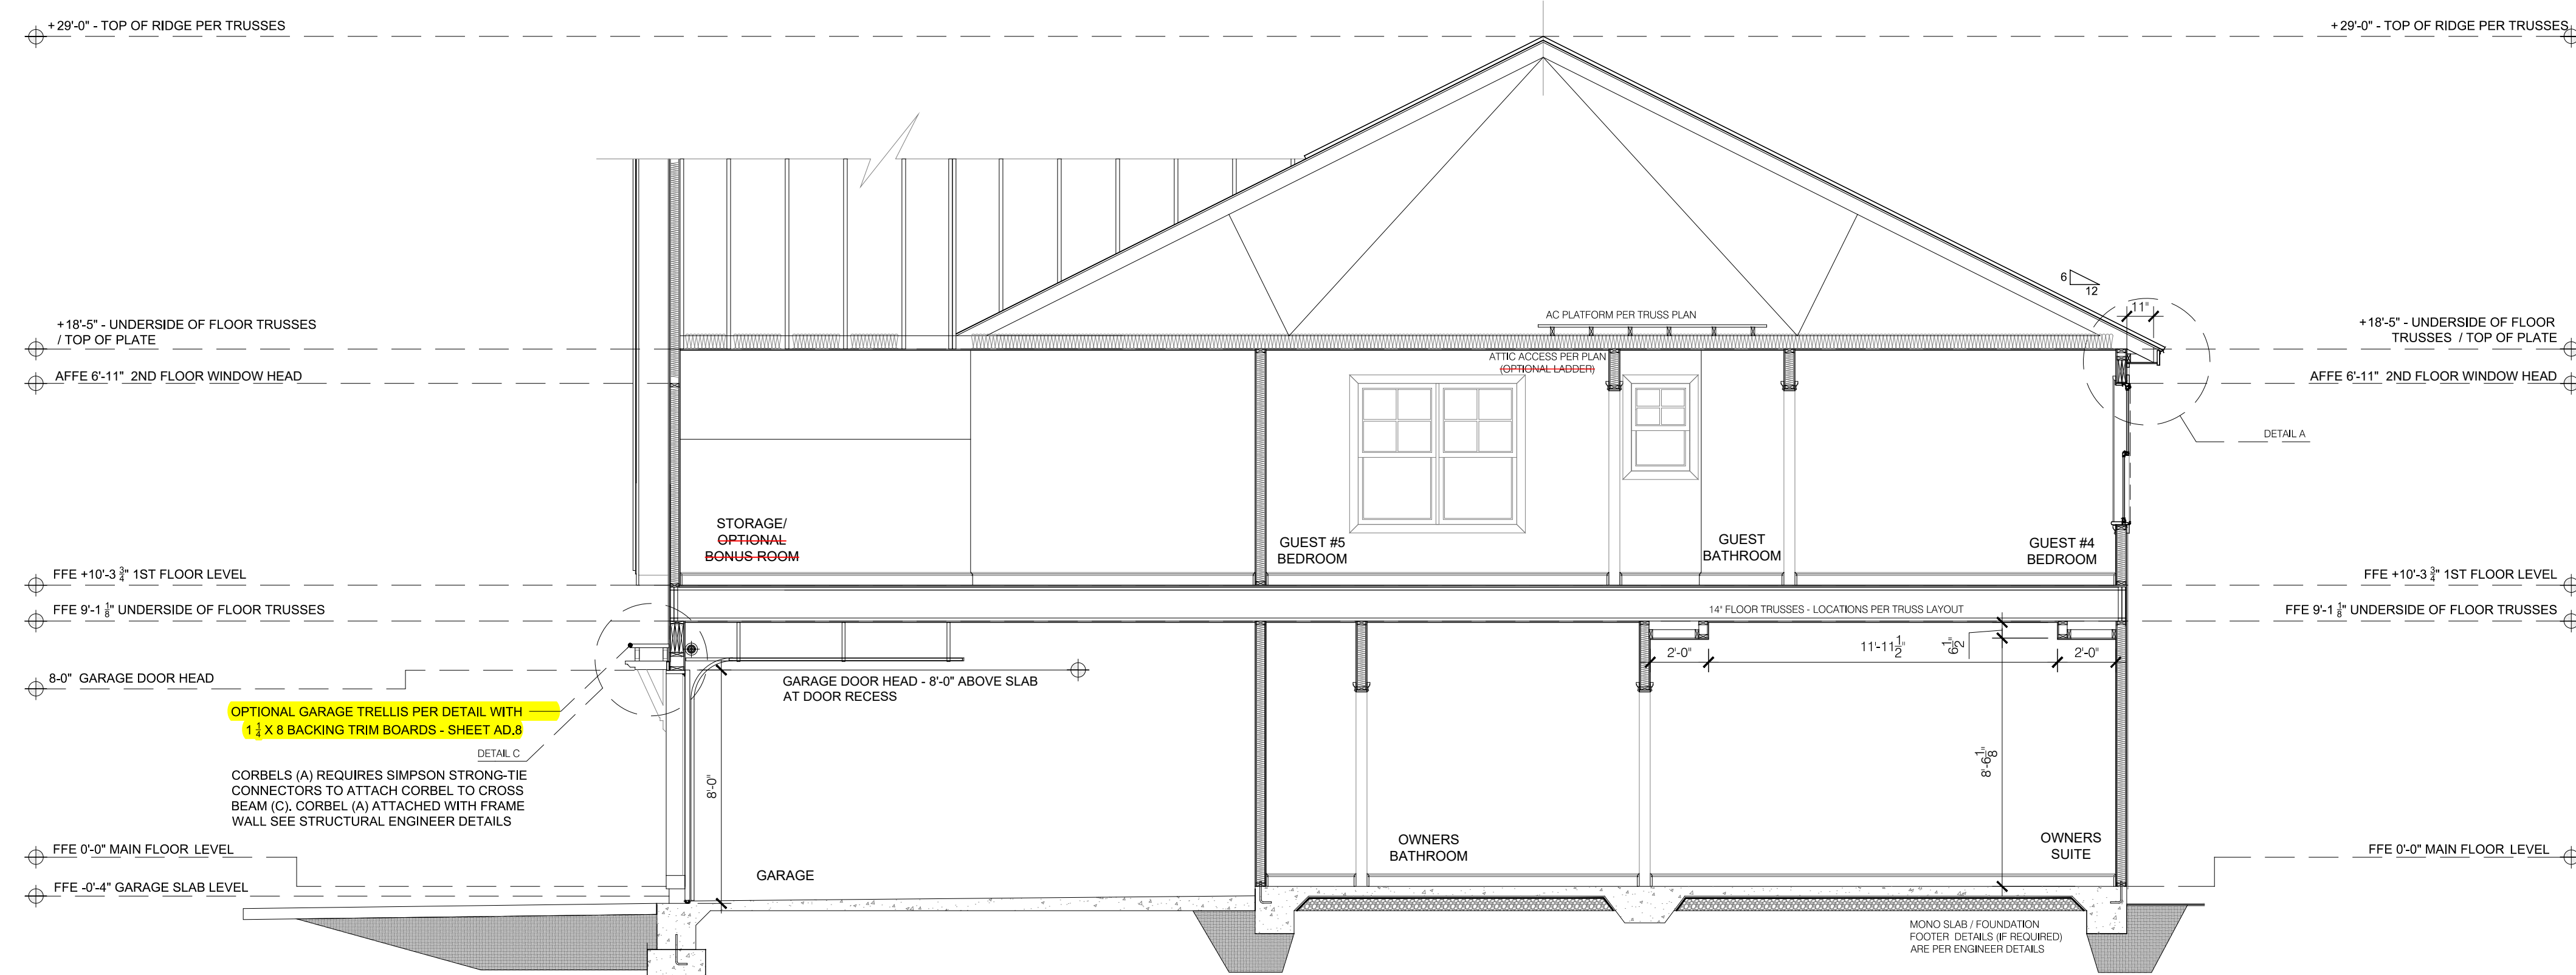 +29'-0" - TOP OF RIDGE PER TRUSSES
+29'-0" - TOP OF RIDGE PER TRUSSES
6
12
11"
AC PLATFORM PER TRUSS PLAN
+18'-5" - UNDERSIDE OF FLOOR TRUSSES
/ TOP OF PLATE
+18'-5" - UNDERSIDE OF FLOOR
TRUSSES / TOP OF PLATE
ATTIC ACCESS PER PLAN
(OPTIONAL LADDER)
AFFE 6'-11" 2ND FLOOR WINDOW HEAD
AFFE 6'-11" 2ND FLOOR WINDOW HEAD
DETAIL A
STORAGE/
OPTIONAL
BONUS ROOM
GUEST #5
BEDROOM
GUEST
BATHROOM
GUEST #4
BEDROOM
FFE +10'-3 3/4" 1ST FLOOR LEVEL
FFE +10'-3 3/4" 1ST FLOOR LEVEL
FFE 9'-1 1/8" UNDERSIDE OF FLOOR TRUSSES
14" FLOOR TRUSSES - LOCATIONS PER TRUSS LAYOUT
FFE 9'-1 1/8" UNDERSIDE OF FLOOR TRUSSES
2'-0"
11'-11 1/2"
6 1/2"
2'-0"
8-0" GARAGE DOOR HEAD
GARAGE DOOR HEAD - 8'-0" ABOVE SLAB
AT DOOR RECESS
OPTIONAL GARAGE TRELLIS PER DETAIL WITH
1 1/4 X 8 BACKING TRIM BOARDS - SHEET AD.8
DETAIL C
CORBELS (A) REQUIRES SIMPSON STRONG-TIE
CONNECTORS TO ATTACH CORBEL TO CROSS
BEAM (C). CORBEL (A) ATTACHED WITH FRAME
WALL SEE STRUCTURAL ENGINEER DETAILS
8'-0"
8'-6 1/8"
FFE 0'-0" MAIN FLOOR LEVEL
OWNERS
BATHROOM
OWNERS
SUITE
FFE 0'-0" MAIN FLOOR LEVEL
FFE -0'-4" GARAGE SLAB LEVEL
GARAGE
MONO SLAB / FOUNDATION
FOOTER DETAILS (IF REQUIRED)
ARE PER ENGINEER DETAILS